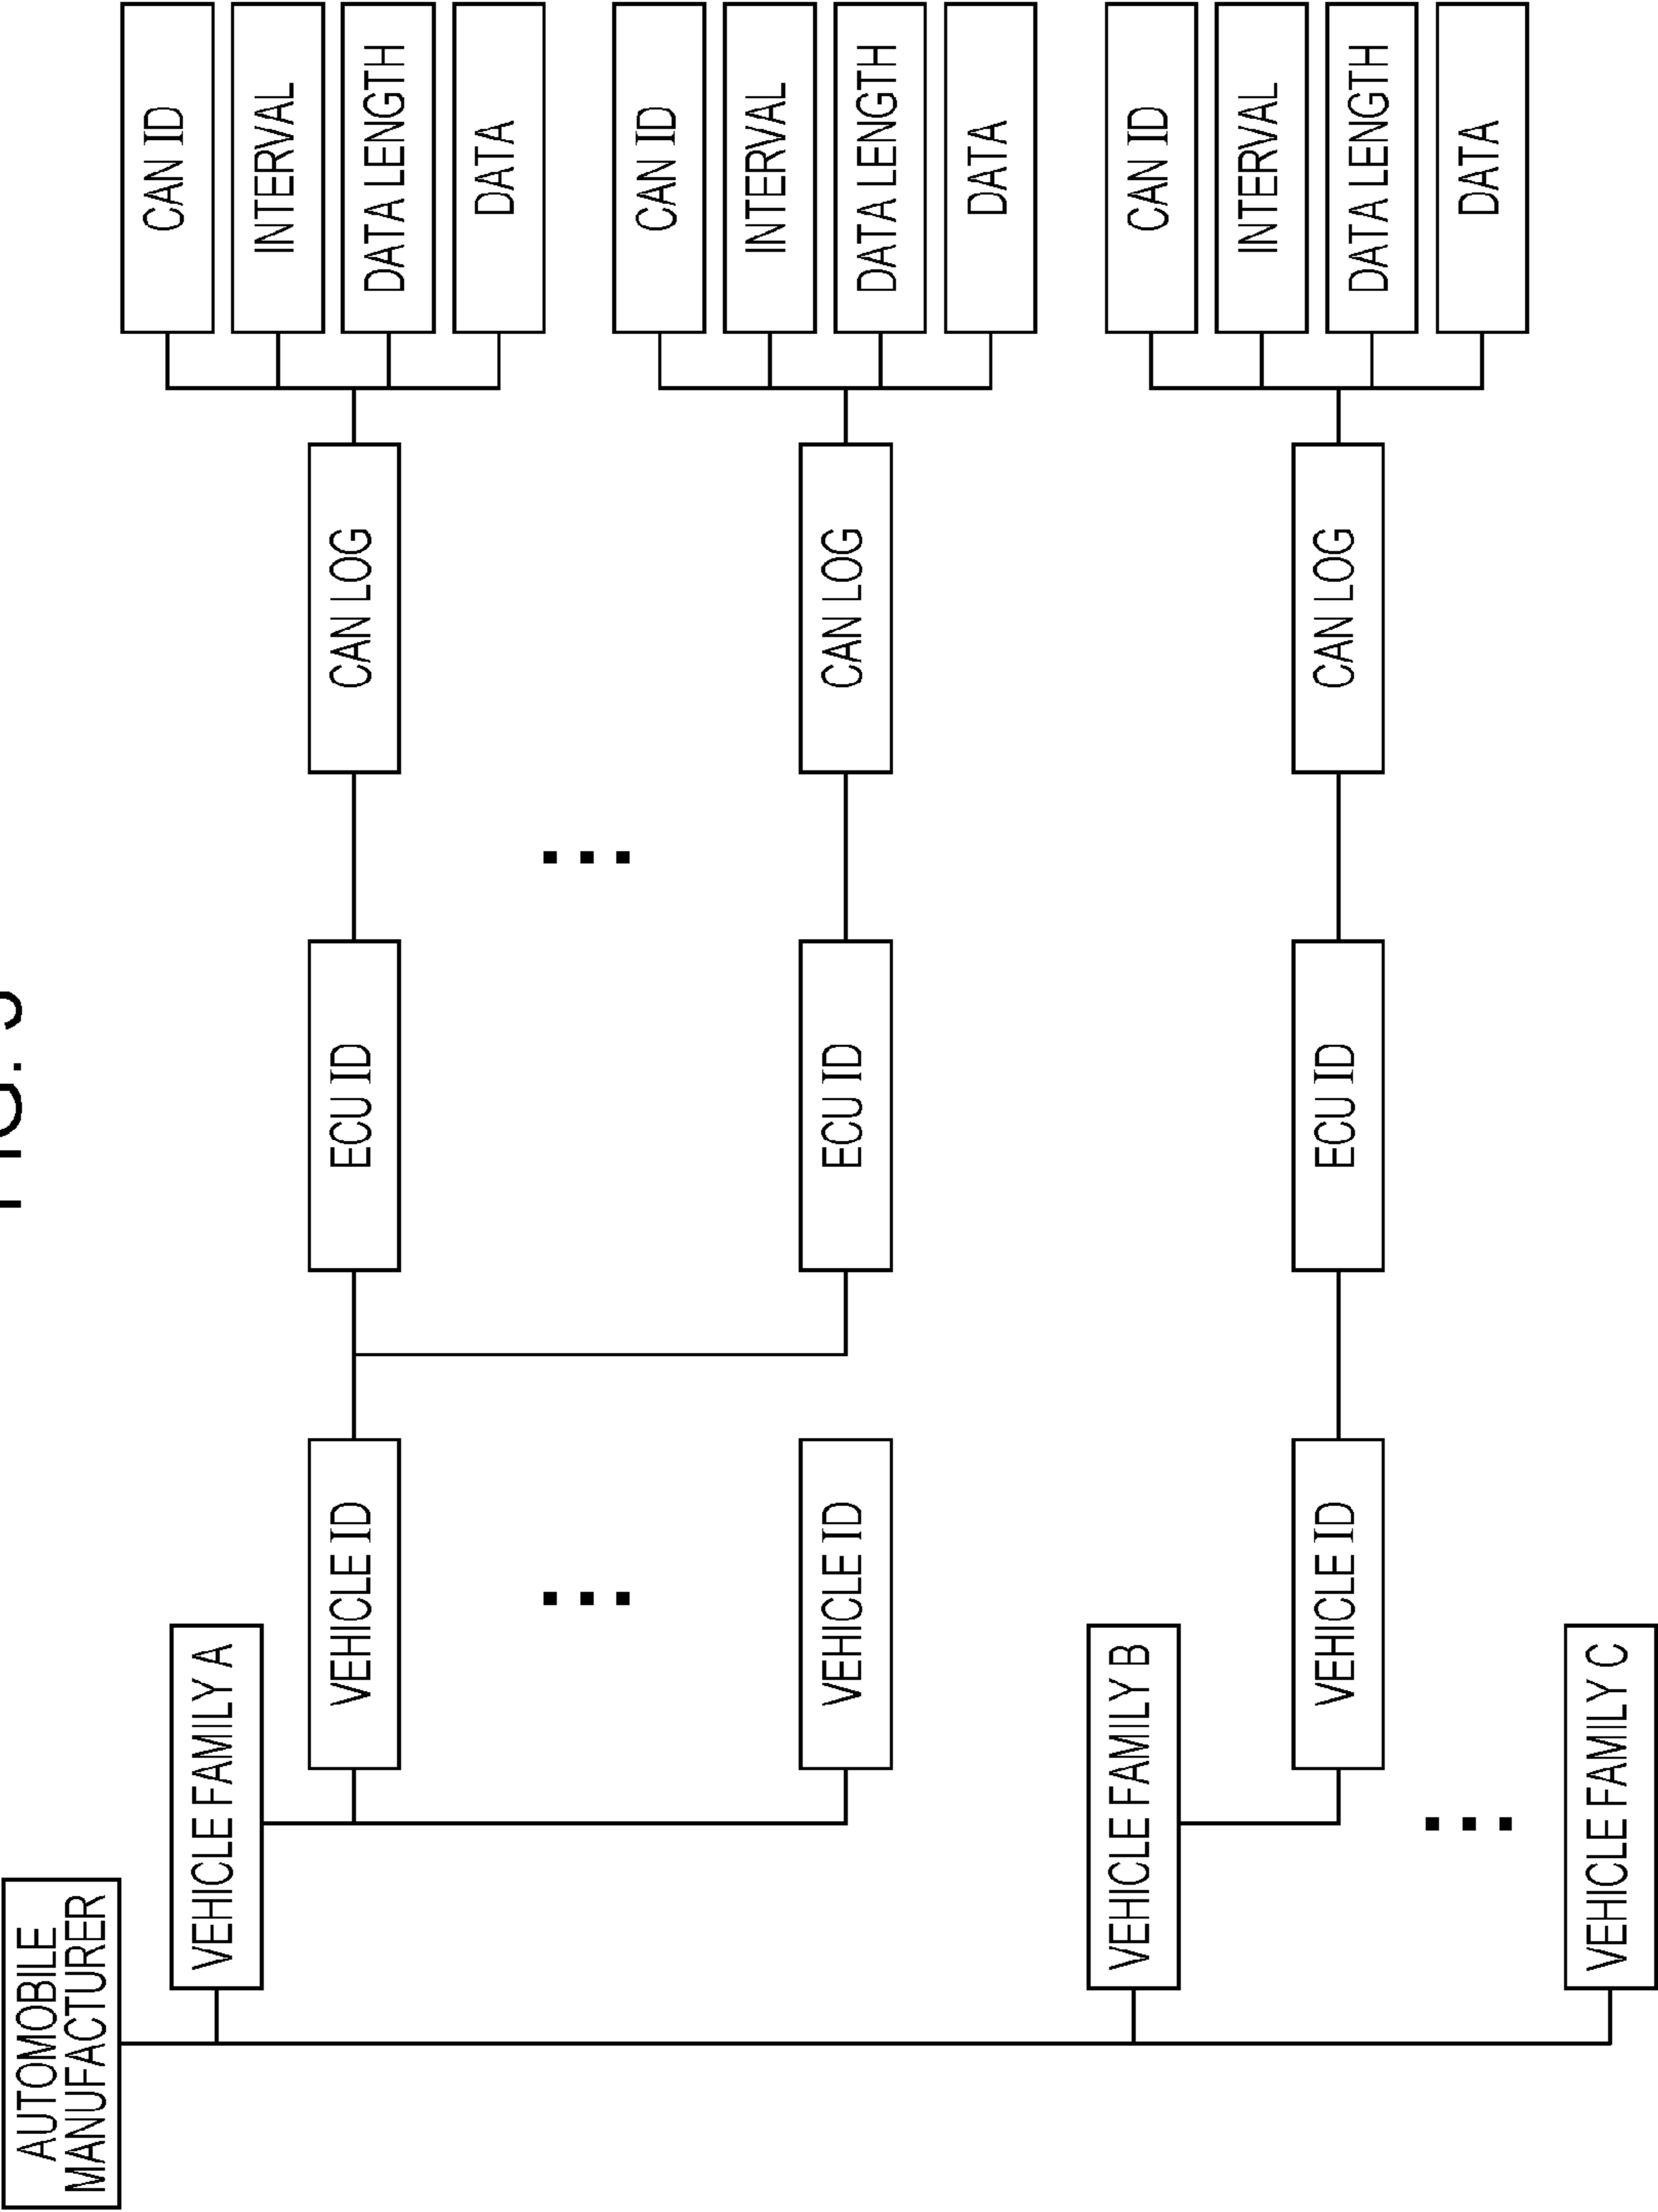 FIG.
AUTOMOBILE
MANUFACTURER
VEHICLE FAMILY A
VEHICLE ID
ECU ID
CAN LOG
CAN ID
INTERVAL
DATA LENGTH
DATA
VEHICLE ID
ECU ID
CAN LOG
CAN ID
INTERVAL
DATA LENGTH
DATA
VEHICLE FAMILY B
VEHICLE ID
ECU ID
CAN LOG
CAN ID
INTERVAL
DATA LENGTH
DATA
VEHICLE FAMILY C